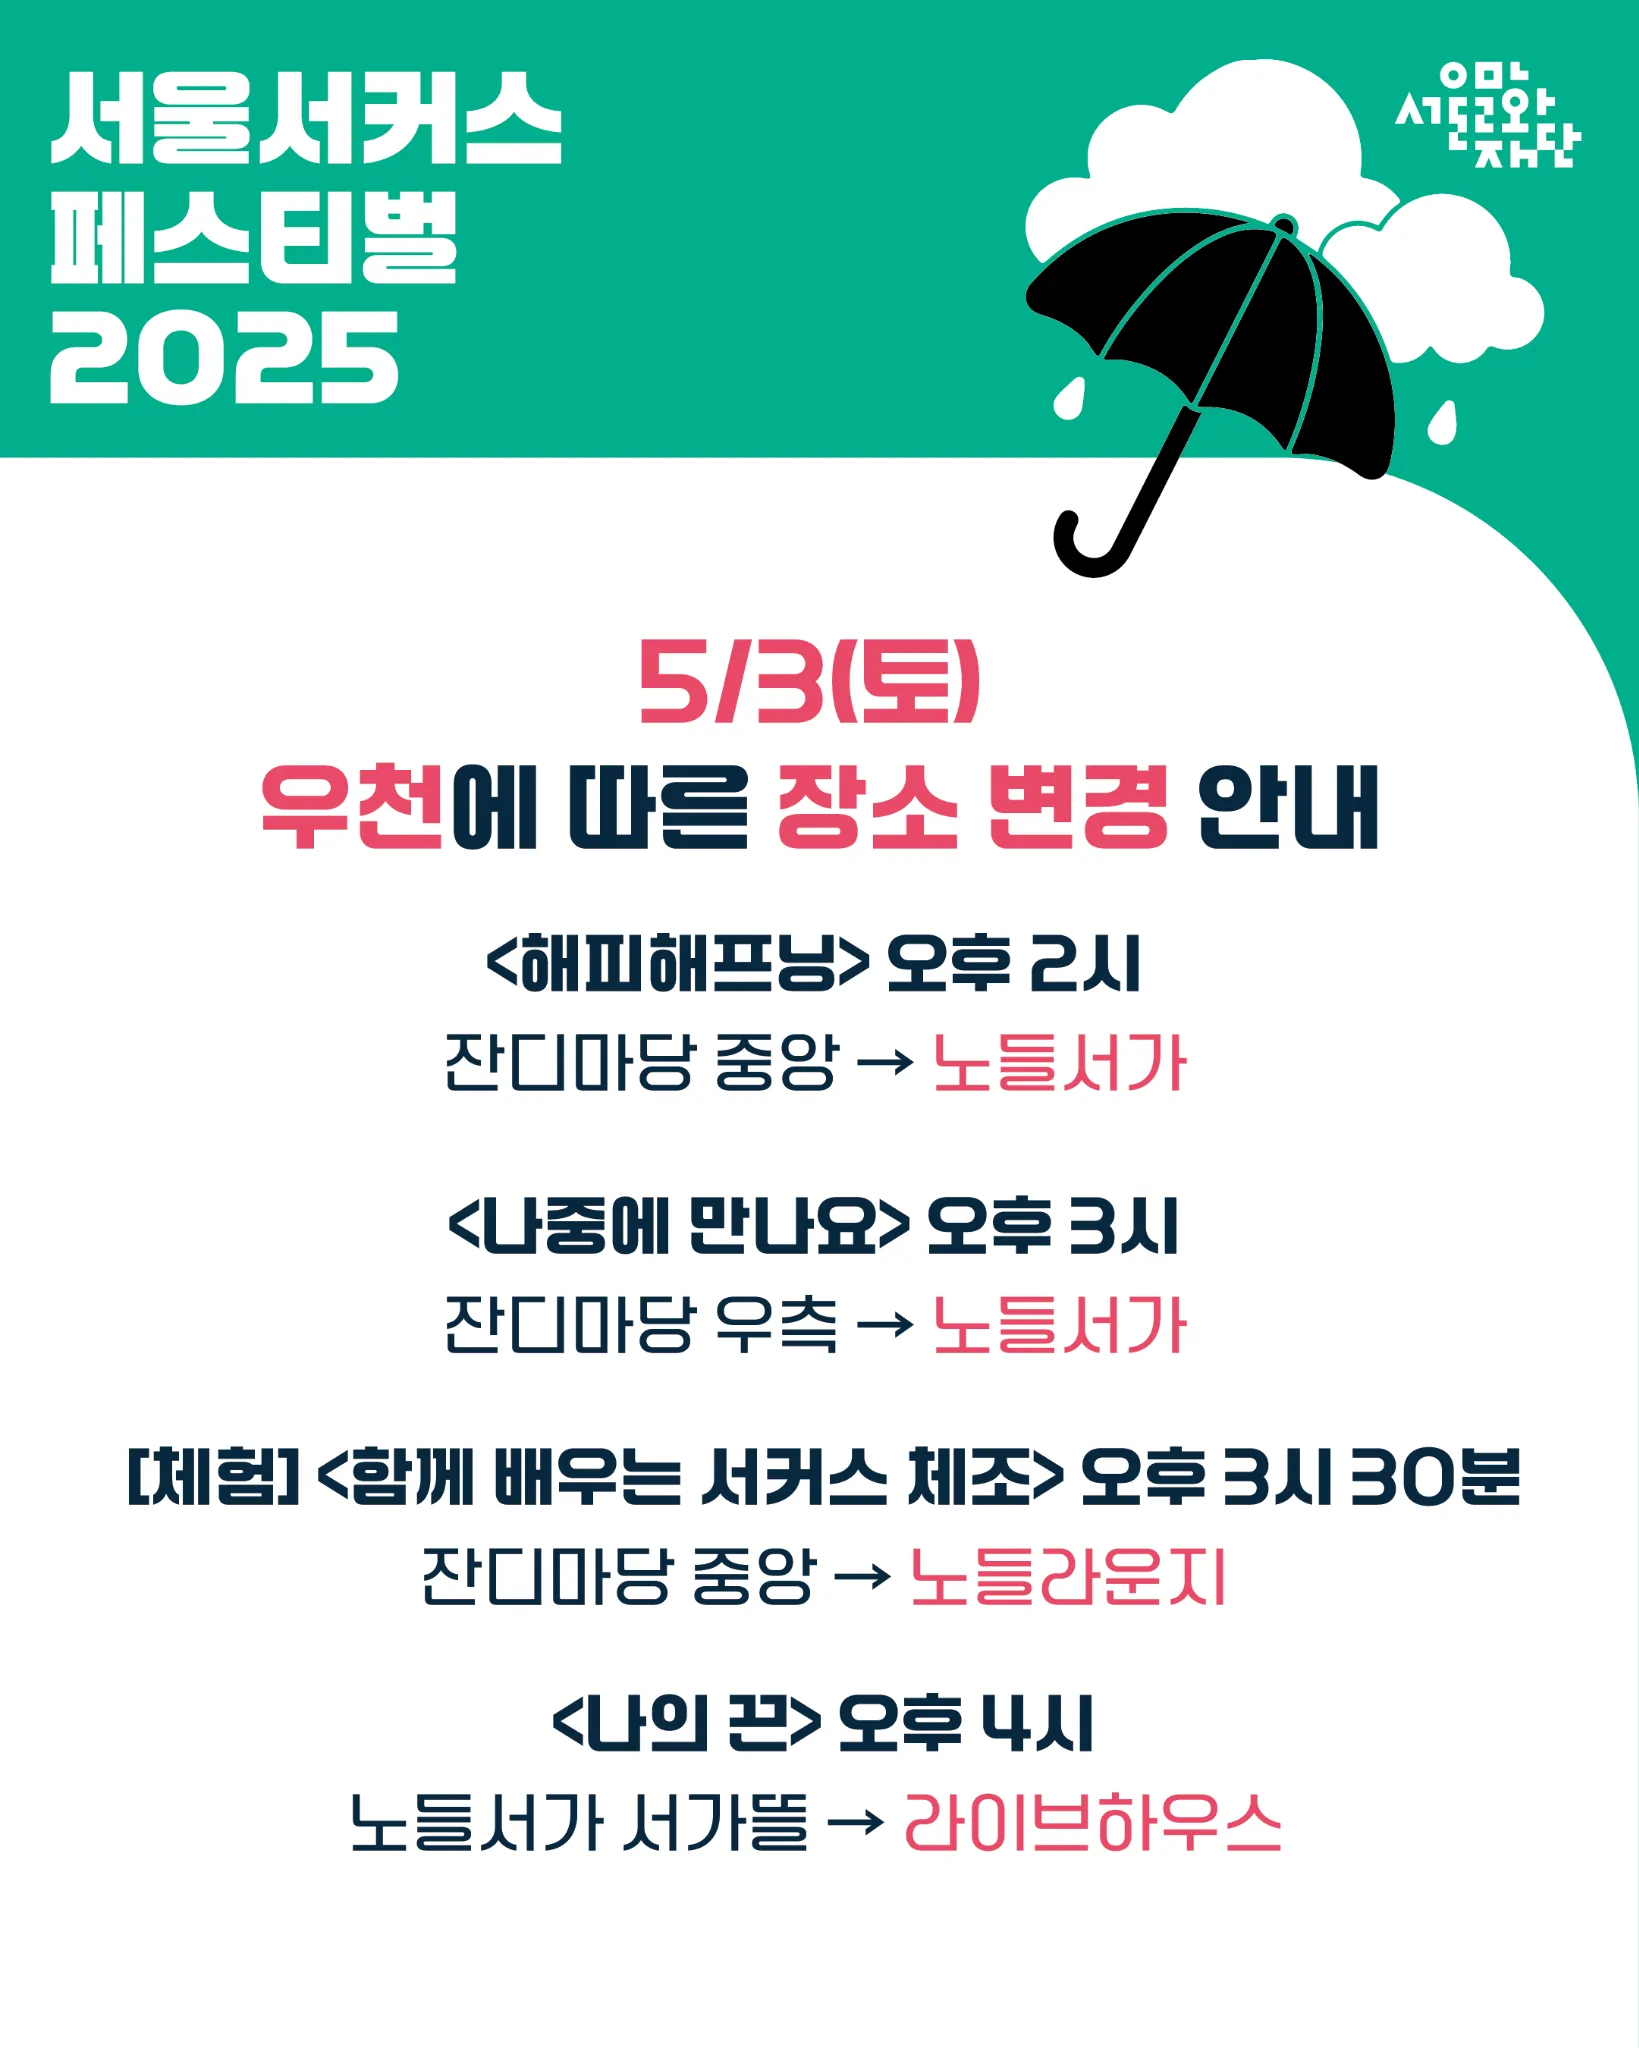 서울서커스
페스티벌
2025
서울문화재단
5/3(토)
우천에 따른 장소 변경 안내
<해피해프닝> 오후 2시
잔디마당 중앙 → 노들서가
<나중에 만나요> 오후 3시
잔디마당 우측 → 노들서가
[체험] <함께 배우는 서커스 체조> 오후 3시 30분
잔디마당 중앙 → 노들라운지
<나의 끈> 오후 4시
노들서가 서가뜰 → 라이브하우스